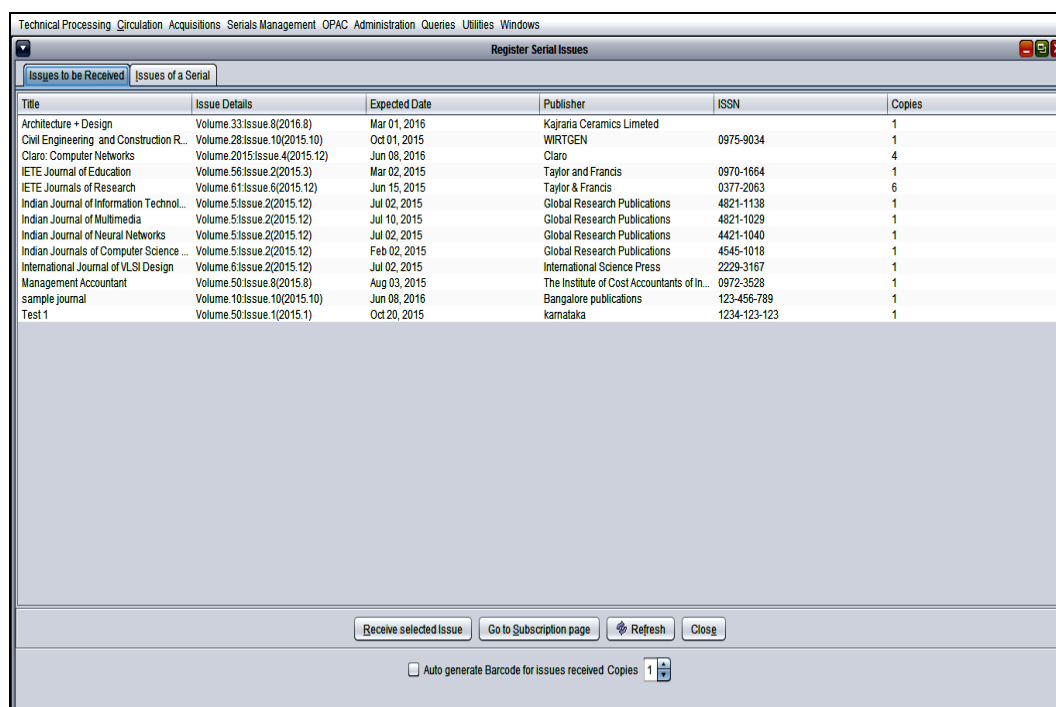 Technical Processing Circulation Acquisitions Serials Management OPAC Administration Queries Utilities Windows
Register Serial Issues
Issues to be Received Issues of a Serial
Title Issue Details Expected Date Publisher ISSN Copies
Architecture + Design Volume.33:Issue.8(2016.8) Mar 01, 2016 Kajraria Ceramics Limeted 1
Civil Engineering and Construction R... Volume.28:Issue.10(2015.10) Oct 01, 2015 WIRTGEN 0975-9034 1
Claro: Computer Networks Volume.2015:Issue.4(2015.12) Jun 08, 2016 Claro 4
IETE Journal of Education Volume.56:Issue.2(2015.3) Mar 02, 2015 Taylor and Francis 0970-1664 1
IETE Journals of Research Volume.61:Issue.6(2015.12) Jun 15, 2015 Taylor & Francis 0377-2063 6
Indian Journal of Information Technol... Volume.5:Issue.2(2015.12) Jul 02, 2015 Global Research Publications 4821-1138 1
Indian Journal of Multimedia Volume.5:Issue.2(2015.12) Jul 10, 2015 Global Research Publications 4821-1029 1
Indian Journal of Neural Networks Volume.5:Issue.2(2015.12) Jul 02, 2015 Global Research Publications 4421-1040 1
Indian Journals of Computer Science ... Volume.5:Issue.2(2015.12) Feb 02, 2015 Global Research Publications 4545-1018 1
International Journal of VLSI Design Volume.6:Issue.2(2015.12) Jul 02, 2015 International Science Press 2229-3167 1
Management Accountant Volume.50:Issue.8(2015.8) Aug 03, 2015 The Institute of Cost Accountants of In... 0972-3528 1
sample journal Volume.10:Issue.10(2015.10) Jun 08, 2016 Bangalore publications 123-456-789 1
Test 1 Volume.50:Issue.1(2015.1) Oct 20, 2015 karnataka 1234-123-123 1
Receive selected Issue Go to Subscription page Refresh Close
Auto generate Barcode for issues received Copies 1